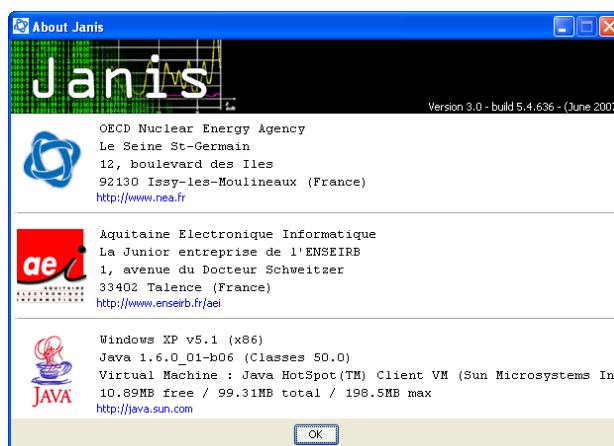 About Janis
Janis
Version 3.0 - build 5.4.636 - (June 2007
OECD Nuclear Energy Agency
Le Seine St-Germain
12, boulevard des Iles
92130 Issy-les-Moulineaux (France)
http://www.nea.fr
aei
AQUITAINE
ELECTRONIQUE
INFORMATIQUE
Aquitaine Electronique Informatique
La Junior entreprise de l'ENSEIRB
1, avenue du Docteur Schweitzer
33402 Talence (France)
http://www.enseirb.fr/aei
JAVA
Windows XP v5.1 (x86)
Java 1.6.0_01-b06 (Classes 50.0)
Virtual Machine : Java HotSpot(TM) Client VM (Sun Microsystems In
10.89MB free / 99.31MB total / 198.5MB max
http://java.sun.com
OK